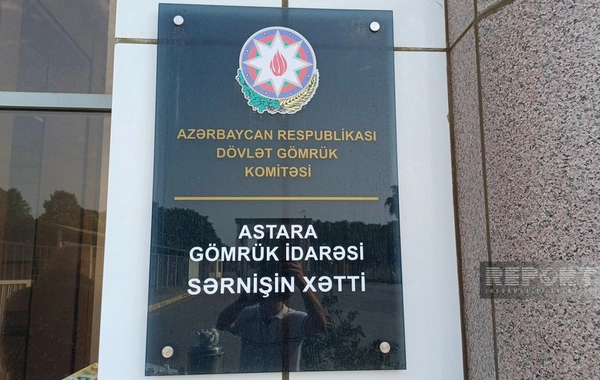 AZƏRBAYCAN RESPUBLİKASI
DÖVLƏT GÖMRÜK
KOMİTƏSİ
ASTARA
GÖMRÜK İDARƏSİ
SƏRNİŞİN XƏTTİ
REPORT